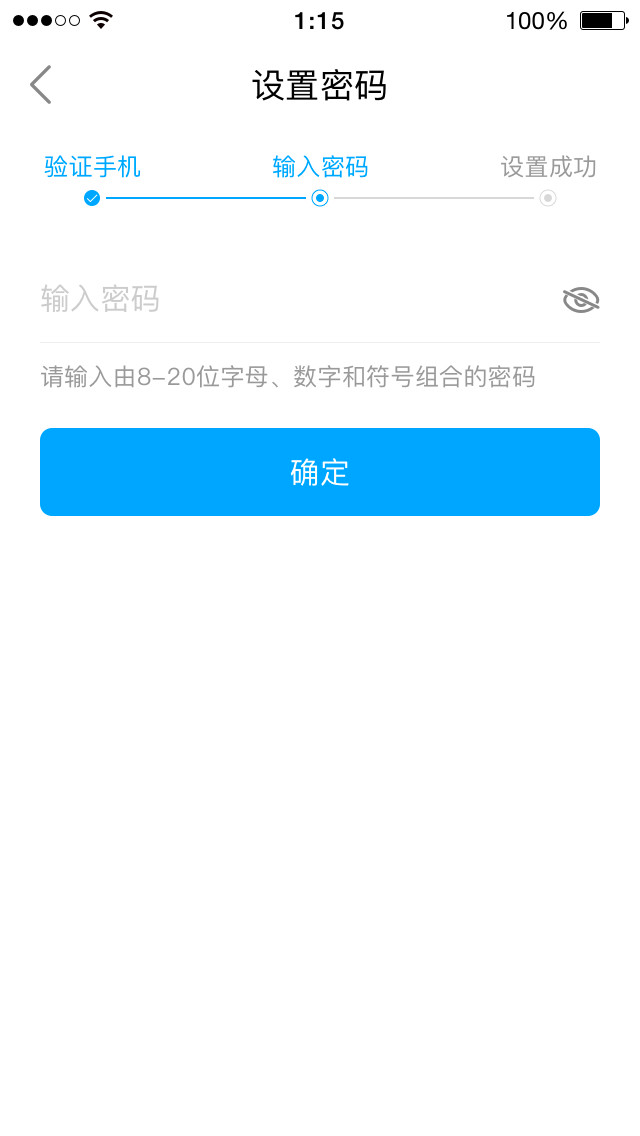 1:15 100%
设置密码
验证手机 输入密码 设置成功
输入密码
请输入由8-20位字母、数字和符号组合的密码
确定